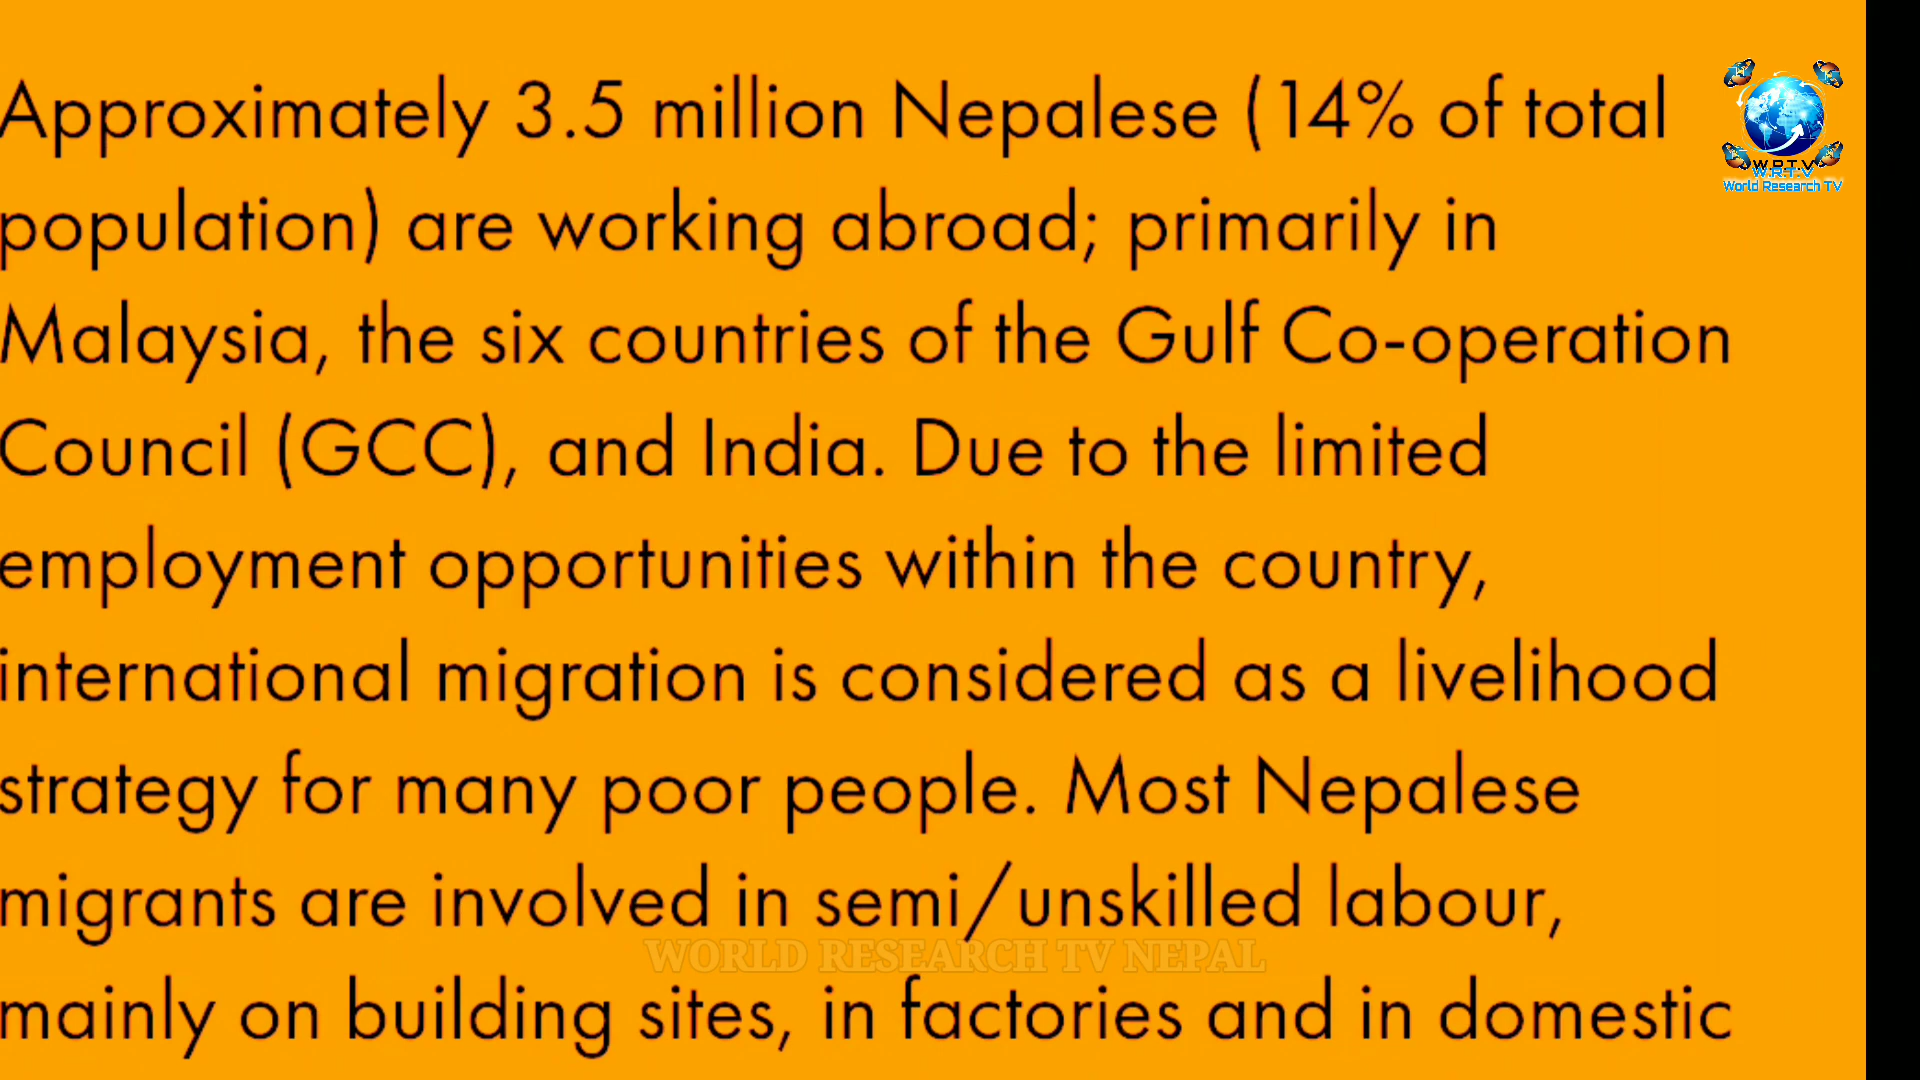 Approximately 3.5 million Nepalese (14% of total
population) are working abroad; primarily in
Malaysia, the six countries of the Gulf Co-operation
Council (GCC), and India. Due to the limited
employment opportunities within the country,
international migration is considered as a livelihood
strategy for many poor people. Most Nepalese
migrants are involved in semi/unskilled labour,
mainly on building sites, in factories and in domestic
W.R.T.V
W.R.T.V
World Research TV
WORLD RESEARCH TV NEPAL